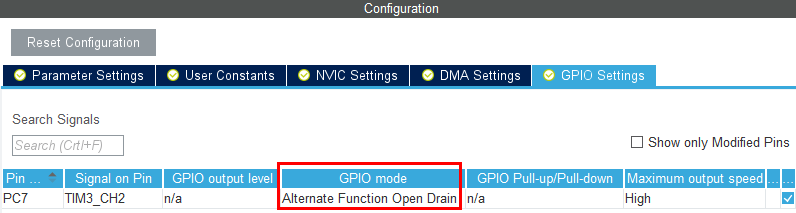 Configuration
Reset Configuration
Parameter Settings User Constants NVIC Settings DMA Settings GPIO Settings
Search Signals
Search (Crtl+F)
Show only Modified Pins
Pin ... Signal on Pin GPIO output level GPIO mode GPIO Pull-up/Pull-down Maximum output speed ... ...
PC7 TIM3_CH2 n/a Alternate Function Open Drain n/a High